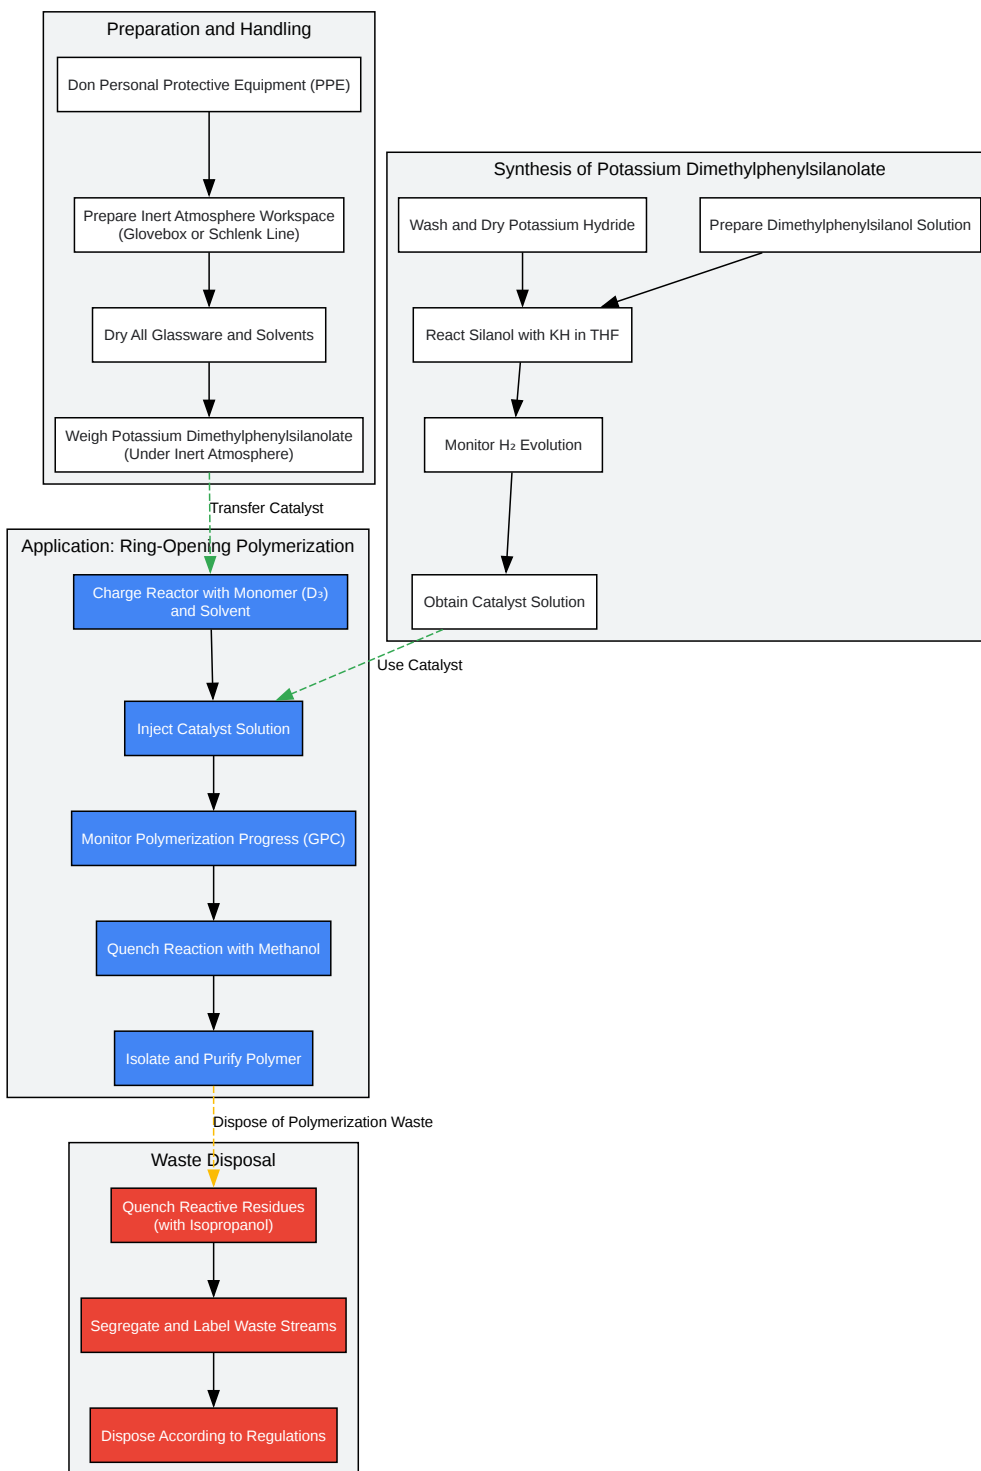 Preparation and Handling
Don Personal Protective Equipment (PPE)
Prepare Inert Atmosphere Workspace
(Glovebox or Schlenk Line)
Dry All Glassware and Solvents
Weigh Potassium Dimethylphenylsilanolate
(Under Inert Atmosphere)
Transfer Catalyst
Synthesis of Potassium Dimethylphenylsilanolate
Wash and Dry Potassium Hydride
Prepare Dimethylphenylsilanol Solution
React Silanol with KH in THF
Monitor H₂ Evolution
Obtain Catalyst Solution
Use Catalyst
Application: Ring-Opening Polymerization
Charge Reactor with Monomer (D₃)
and Solvent
Inject Catalyst Solution
Monitor Polymerization Progress (GPC)
Quench Reaction with Methanol
Isolate and Purify Polymer
Dispose of Polymerization Waste
Waste Disposal
Quench Reactive Residues
(with Isopropanol)
Segregate and Label Waste Streams
Dispose According to Regulations